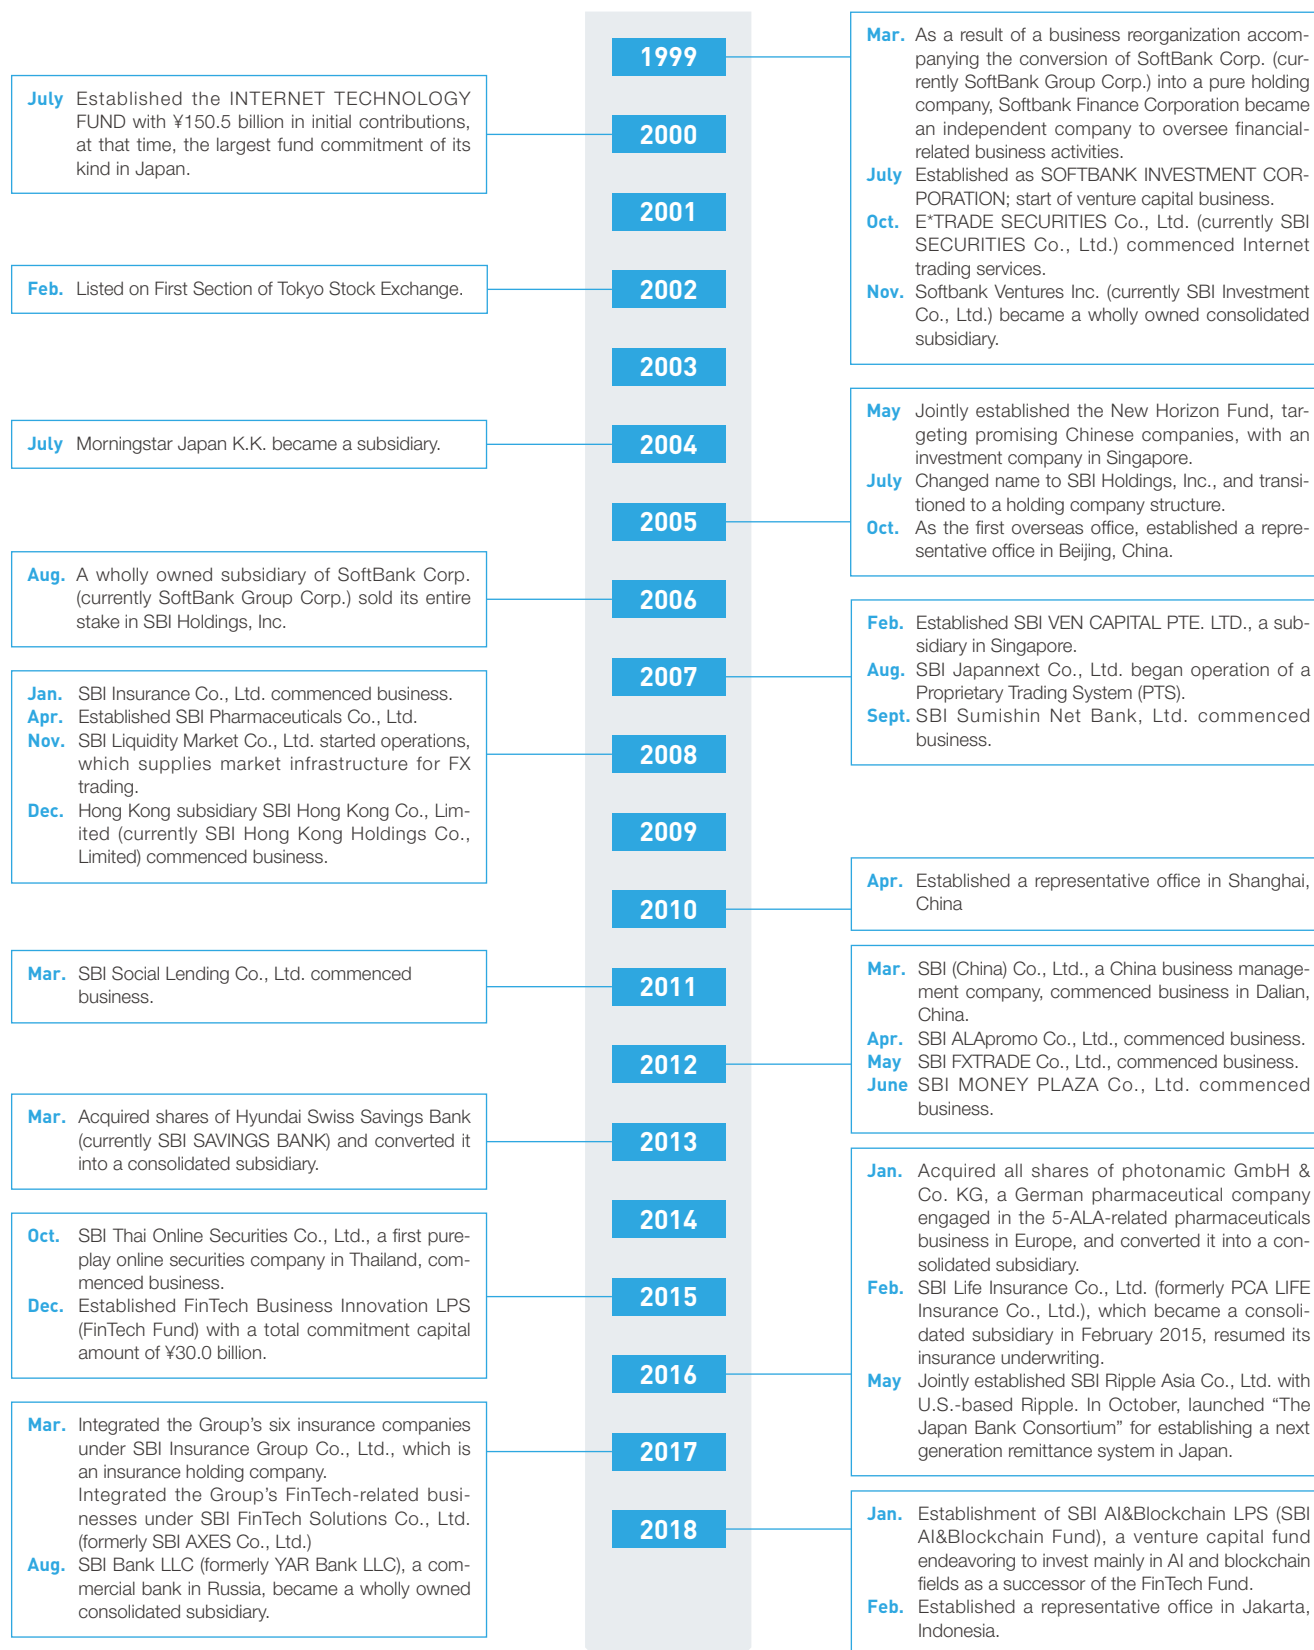 1999
Mar. As a result of a business reorganization accom-
panying the conversion of SoftBank Corp. (cur-
rently SoftBank Group Corp.) into a pure holding
company, Softbank Finance Corporation became
an independent company to oversee financial-
related business activities.
July Established as SOFTBANK INVESTMENT COR-
PORATION; start of venture capital business.
Oct. E*TRADE SECURITIES Co., Ltd. (currently SBI
SECURITIES Co., Ltd.) commenced Internet
trading services.
Nov. Softbank Ventures Inc. (currently SBI Investment
Co., Ltd.) became a wholly owned consolidated
subsidiary.
July Established the INTERNET TECHNOLOGY
FUND with ¥150.5 billion in initial contributions,
at that time, the largest fund commitment of its
kind in Japan.
2000
2001
Feb. Listed on First Section of Tokyo Stock Exchange.
2002
2003
July Morningstar Japan K.K. became a subsidiary.
2004
2005
May Jointly established the New Horizon Fund, tar-
geting promising Chinese companies, with an
investment company in Singapore.
July Changed name to SBI Holdings, Inc., and transi-
tioned to a holding company structure.
Oct. As the first overseas office, established a repre-
sentative office in Beijing, China.
Aug. A wholly owned subsidiary of SoftBank Corp.
(currently SoftBank Group Corp.) sold its entire
stake in SBI Holdings, Inc.
2006
2007
Feb. Established SBI VEN CAPITAL PTE. LTD., a sub-
sidiary in Singapore.
Aug. SBI Japannext Co., Ltd. began operation of a
Proprietary Trading System (PTS).
Sept. SBI Sumishin Net Bank, Ltd. commenced
business.
Jan. SBI Insurance Co., Ltd. commenced business.
Apr. Established SBI Pharmaceuticals Co., Ltd.
Nov. SBI Liquidity Market Co., Ltd. started operations,
which supplies market infrastructure for FX
trading.
Dec. Hong Kong subsidiary SBI Hong Kong Co., Lim-
ited (currently SBI Hong Kong Holdings Co.,
Limited) commenced business.
2008
2009
2010
Apr. Established a representative office in Shanghai,
China
Mar. SBI Social Lending Co., Ltd. commenced
business.
2011
2012
Mar. SBI (China) Co., Ltd., a China business manage-
ment company, commenced business in Dalian,
China.
Apr. SBI ALApromo Co., Ltd., commenced business.
May SBI FXTRADE Co., Ltd., commenced business.
June SBI MONEY PLAZA Co., Ltd. commenced
business.
Mar. Acquired shares of Hyundai Swiss Savings Bank
(currently SBI SAVINGS BANK) and converted it
into a consolidated subsidiary.
2013
2014
Oct. SBI Thai Online Securities Co., Ltd., a first pure-
play online securities company in Thailand, com-
menced business.
Dec. Established FinTech Business Innovation LPS
(FinTech Fund) with a total commitment capital
amount of ¥30.0 billion.
2015
2016
Jan. Acquired all shares of photonamic GmbH &
Co. KG, a German pharmaceutical company
engaged in the 5-ALA-related pharmaceuticals
business in Europe, and converted it into a con-
solidated subsidiary.
Feb. SBI Life Insurance Co., Ltd. (formerly PCA LIFE
Insurance Co., Ltd.), which became a consoli-
dated subsidiary in February 2015, resumed its
insurance underwriting.
May Jointly established SBI Ripple Asia Co., Ltd. with
U.S.-based Ripple. In October, launched “The
Japan Bank Consortium” for establishing a next
generation remittance system in Japan.
Mar. Integrated the Group’s six insurance companies
under SBI Insurance Group Co., Ltd., which is
an insurance holding company.
Integrated the Group’s FinTech-related busi-
nesses under SBI FinTech Solutions Co., Ltd.
(formerly SBI AXES Co., Ltd.)
Aug. SBI Bank LLC (formerly YAR Bank LLC), a com-
mercial bank in Russia, became a wholly owned
consolidated subsidiary.
2017
2018
Jan. Establishment of SBI AI&Blockchain LPS (SBI
AI&Blockchain Fund), a venture capital fund
endeavoring to invest mainly in AI and blockchain
fields as a successor of the FinTech Fund.
Feb. Established a representative office in Jakarta,
Indonesia.